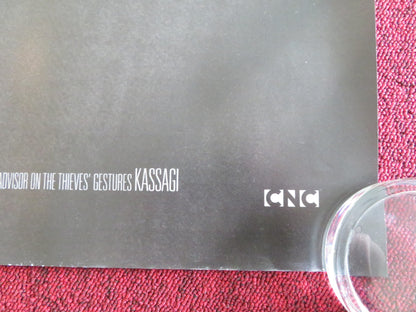 ADVISOR ON THE THIEVES' GESTURES KASSAGI
CNC